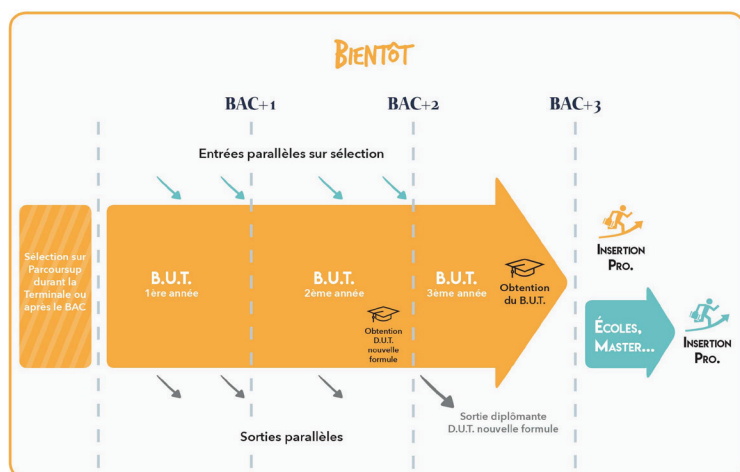 BIENTÔT
BAC+1
BAC+2
BAC+3
Entrées parallèles sur sélection
Sélection sur
Parcoursup
durant la
Terminale ou
après le BAC
B.U.T.
1ère année
B.U.T.
2ème année
Obtention
D.U.T.
nouvelle
formule
B.U.T.
3ème année
Obtention
du B.U.T.
INSERTION
PRO.
ÉCOLES,
MASTER...
INSERTION
PRO.
Sortie diplômante
D.U.T. nouvelle formule
Sorties parallèles